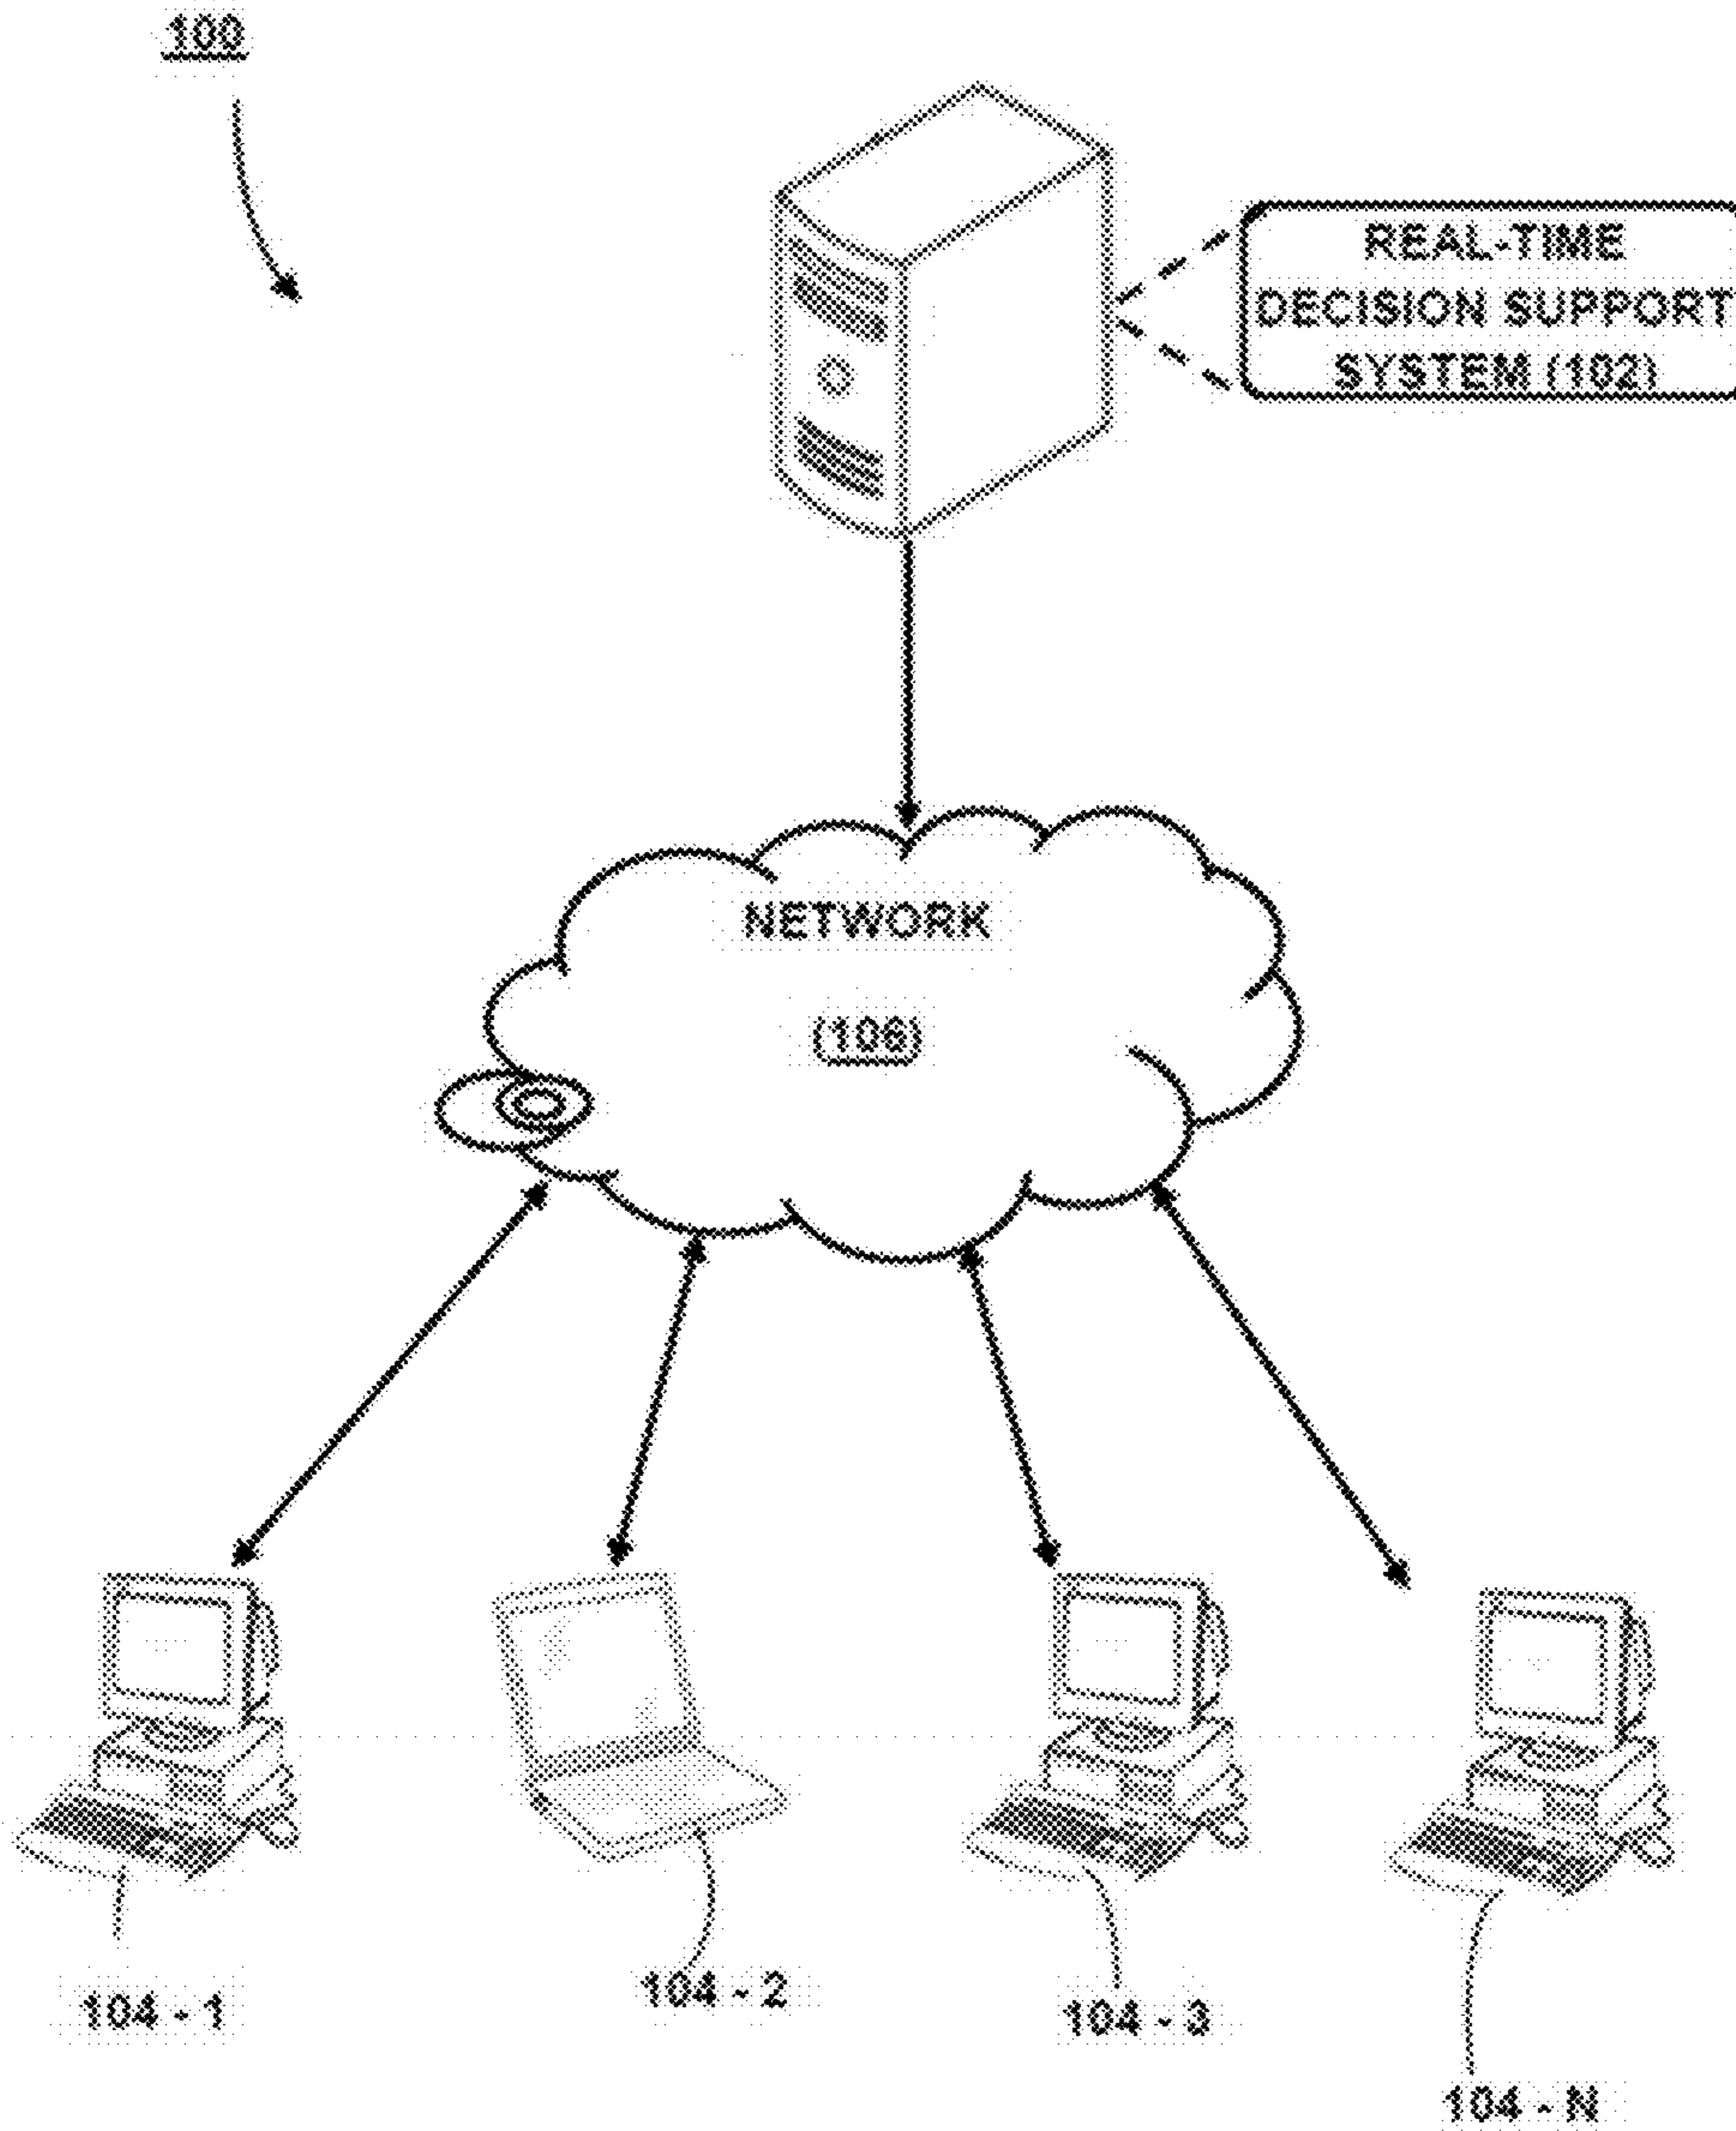 100
REAL-TIME
DECISION SUPPORT
SYSTEM (102)
NETWORK
(106)
104 - 1
104 - 2
104 - 3
104 - N